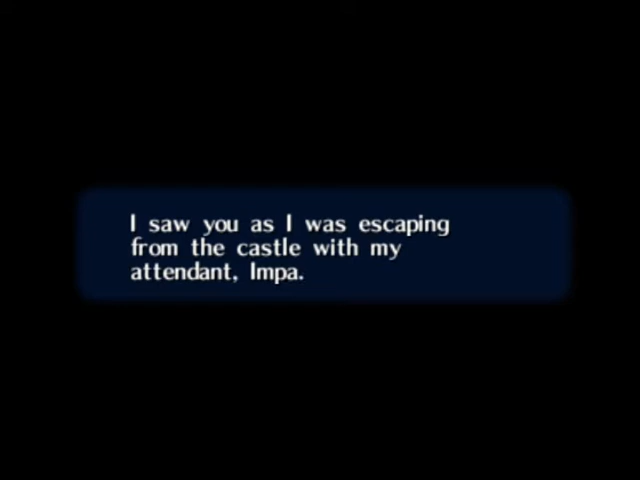 I saw you as I was escaping
from the castle with my
attendant, Impa.